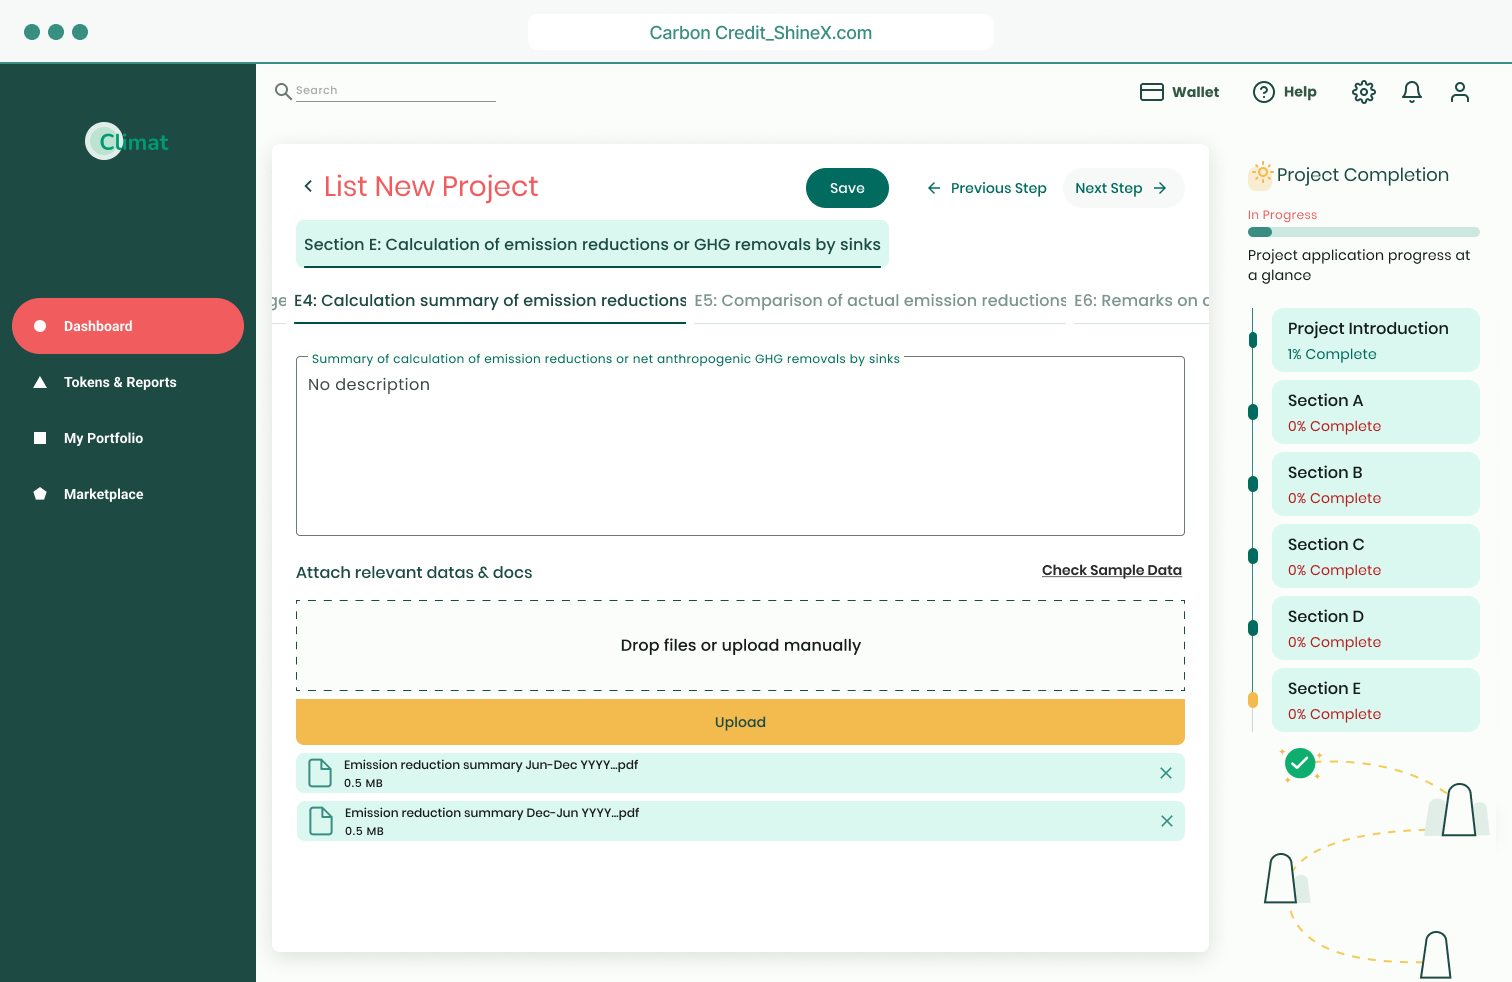 Carbon Credit_ShineX.com
Search
Wallet
Help
Climat
Dashboard
Tokens & Reports
My Portfolio
Marketplace
List New Project
Save
Previous Step
Next Step
Section E: Calculation of emission reductions or GHG removals by sinks
ge
E4: Calculation summary of emission reductions
E5: Comparison of actual emission reductions
E6: Remarks on
Summary of calculation of emission reductions or net anthropogenic GHG removals by sinks
No description
Attach relevant datas & docs
Check Sample Data
Drop files or upload manually
Upload
Emission reduction summary Jun-Dec YYYY...pdf
0.5 MB
Emission reduction summary Dec-Jun YYYY...pdf
0.5 MB
Project Completion
In Progress
Project application progress at
a glance
Project Introduction
1% Complete
Section A
0% Complete
Section B
0% Complete
Section C
0% Complete
Section D
0% Complete
Section E
0% Complete